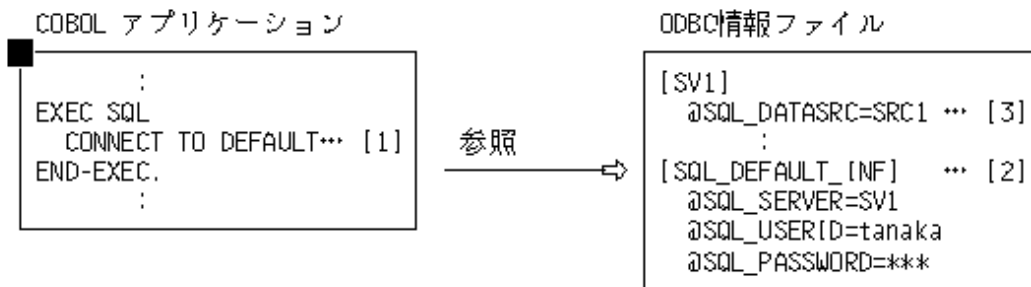 COBOL アプリケーション
:
EXEC SQL
CONNECT TO DEFAULT… [1]
END-EXEC.
:
参照
ODBC情報ファイル
[SV1]
@SQL_DATASRC=SRC1 … [3]
:
[SQL_DEFAULT_INF] … [2]
@SQL_SERVER=SV1
@SQL_USERID=tanaka
@SQL_PASSWORD=***